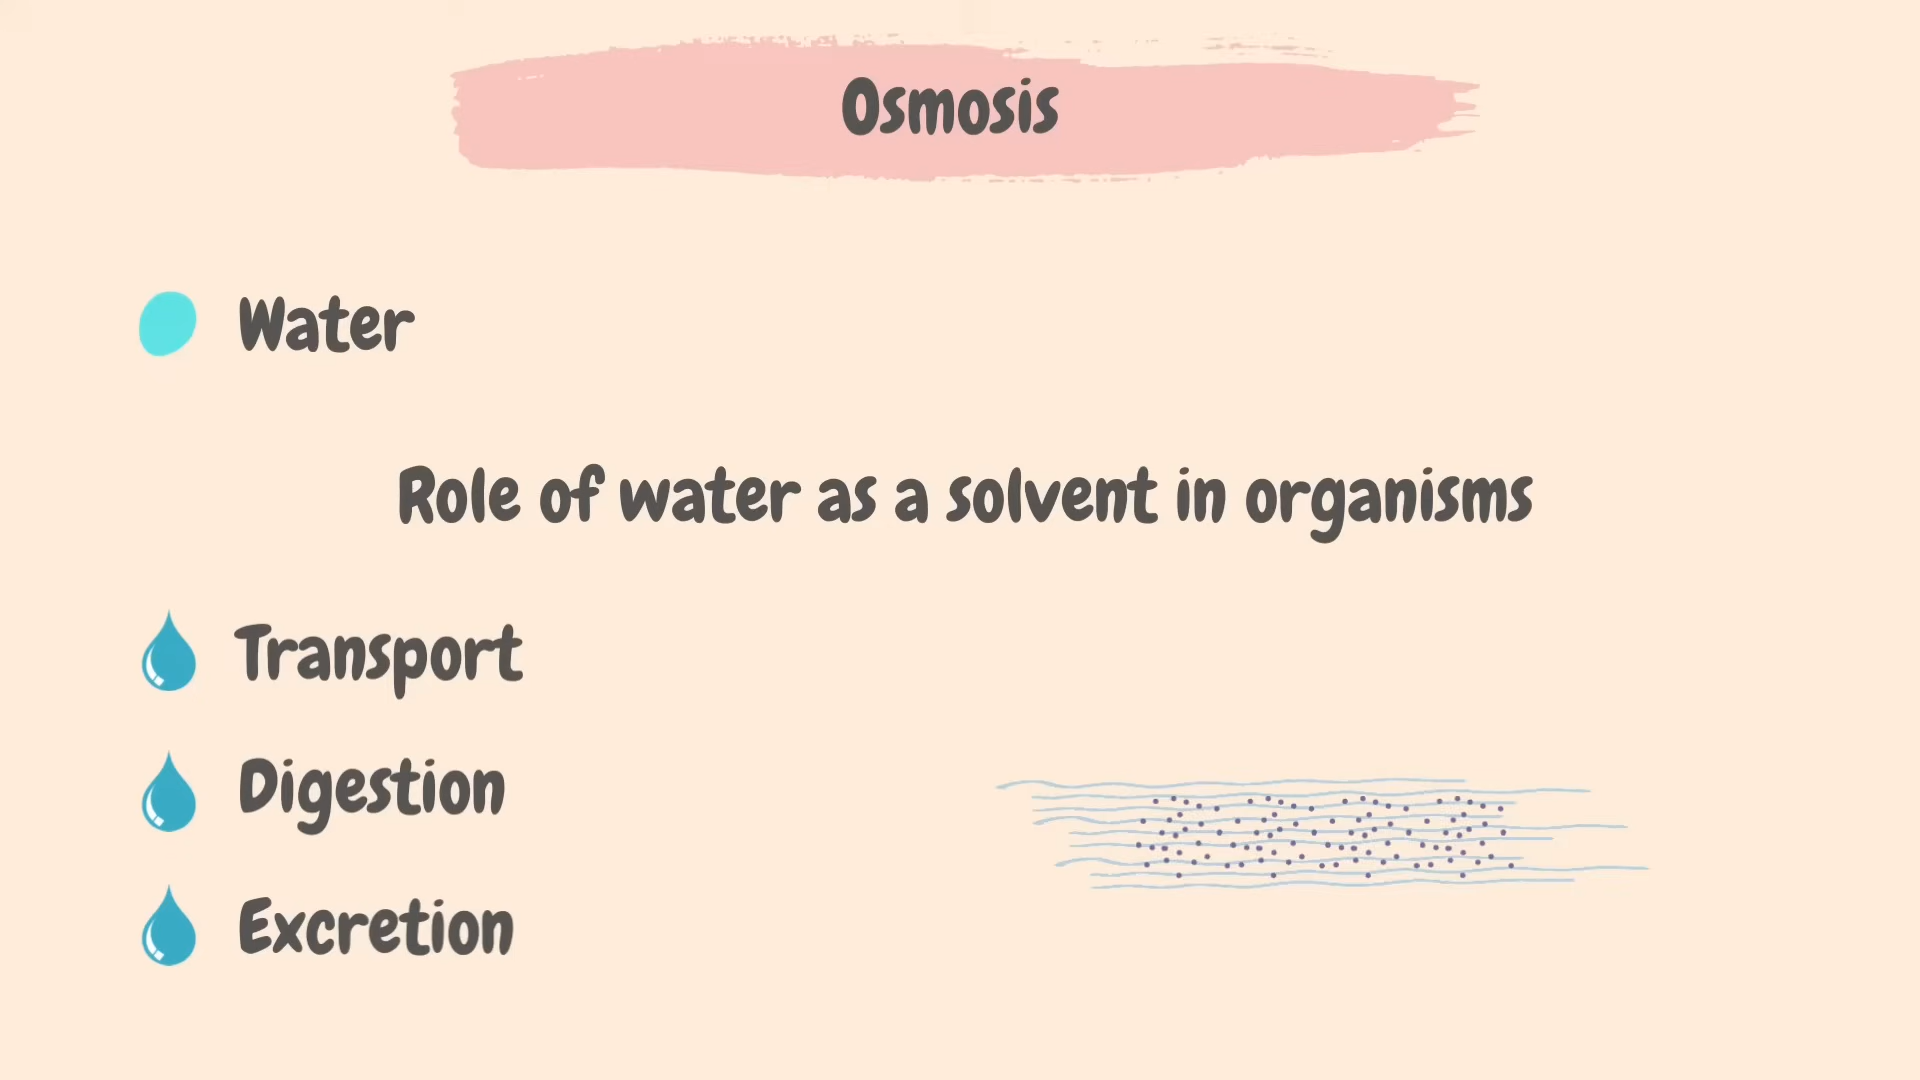 Osmosis
Water
Role of water as a solvent in organisms
Transport
Digestion
Excretion